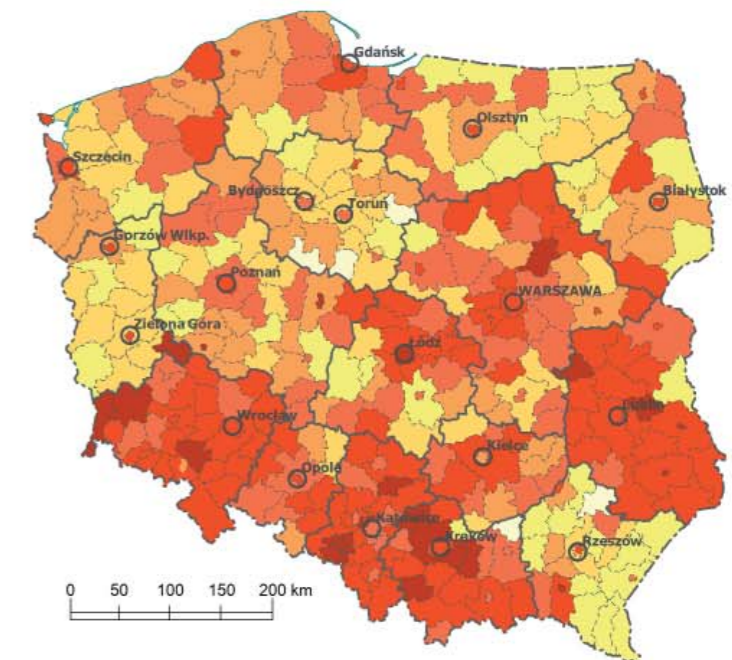 Gdańsk
Olsztyn
Szczecin
Białystok
Bydgoszcz
Toruń
Gorzów Wlkp.
Poznań
WARSZAWA
Zielona Góra
Łódź
Lublin
Wrocław
Kielce
Opole
Katowice
Kraków
Rzeszów
0 50 100 150 200 km